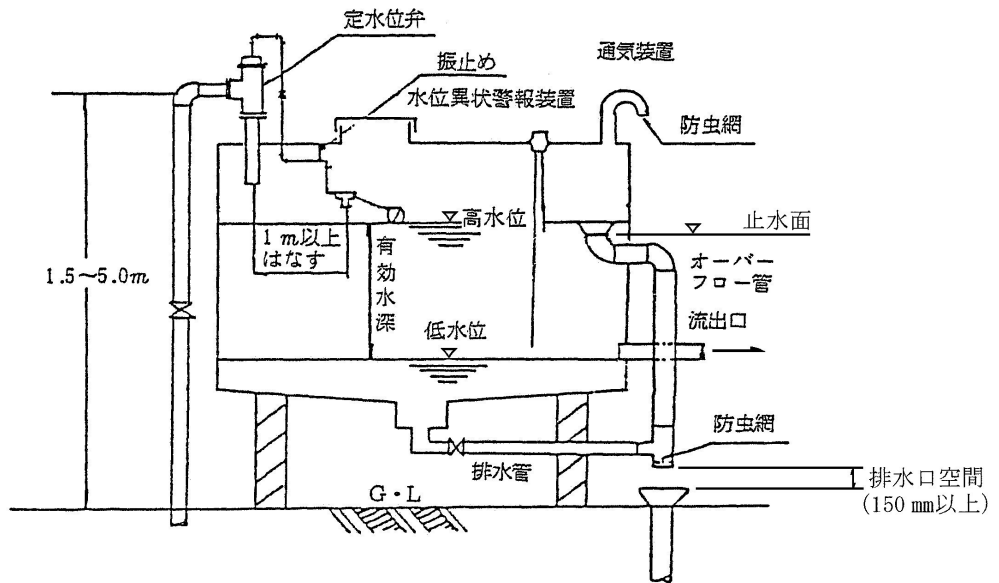 定水位弁
振止め
水位異状警報装置
通気装置
防虫網
高水位
止水面
1m以上
はなす
有効水深
オーバー
フロー管
1.5～5.0m
流出口
低水位
防虫網
排水管
排水口空間
(150mm以上)
G・L